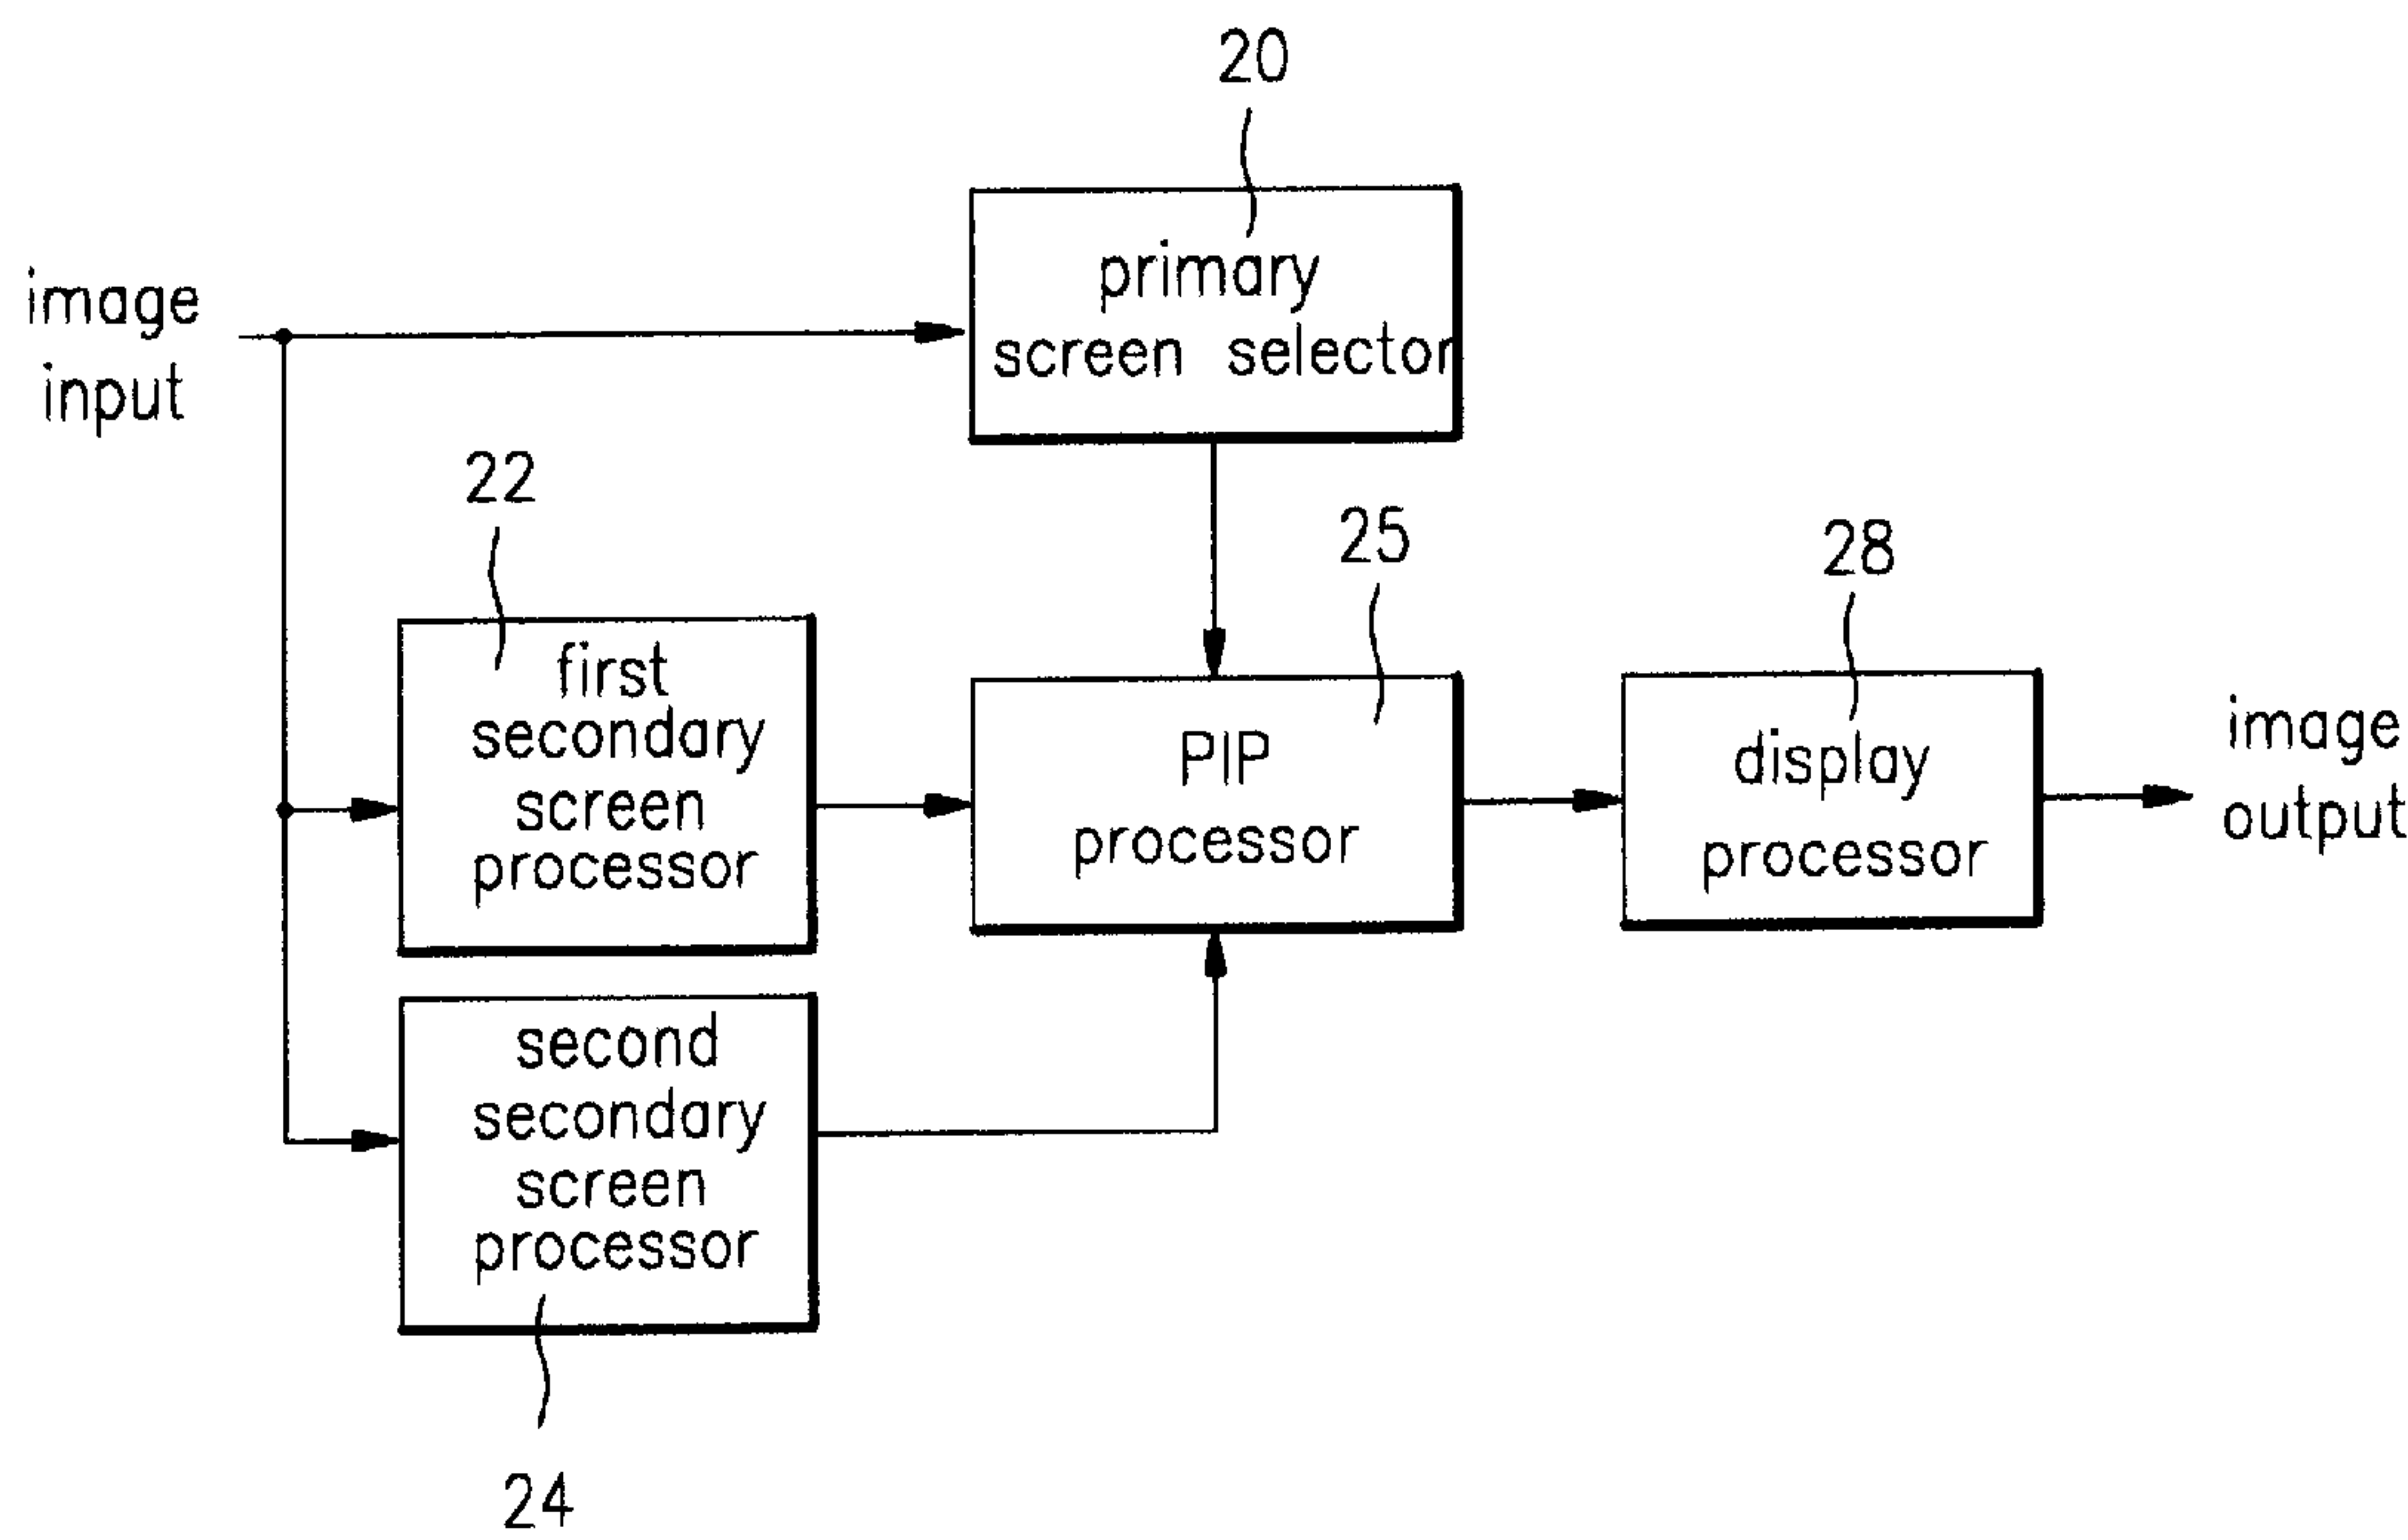 20
primary
screen selector
image
input
22
first
secondary
screen
processor
25
PIP
processor
28
display
processor
image
output
second
secondary
screen
processor
24